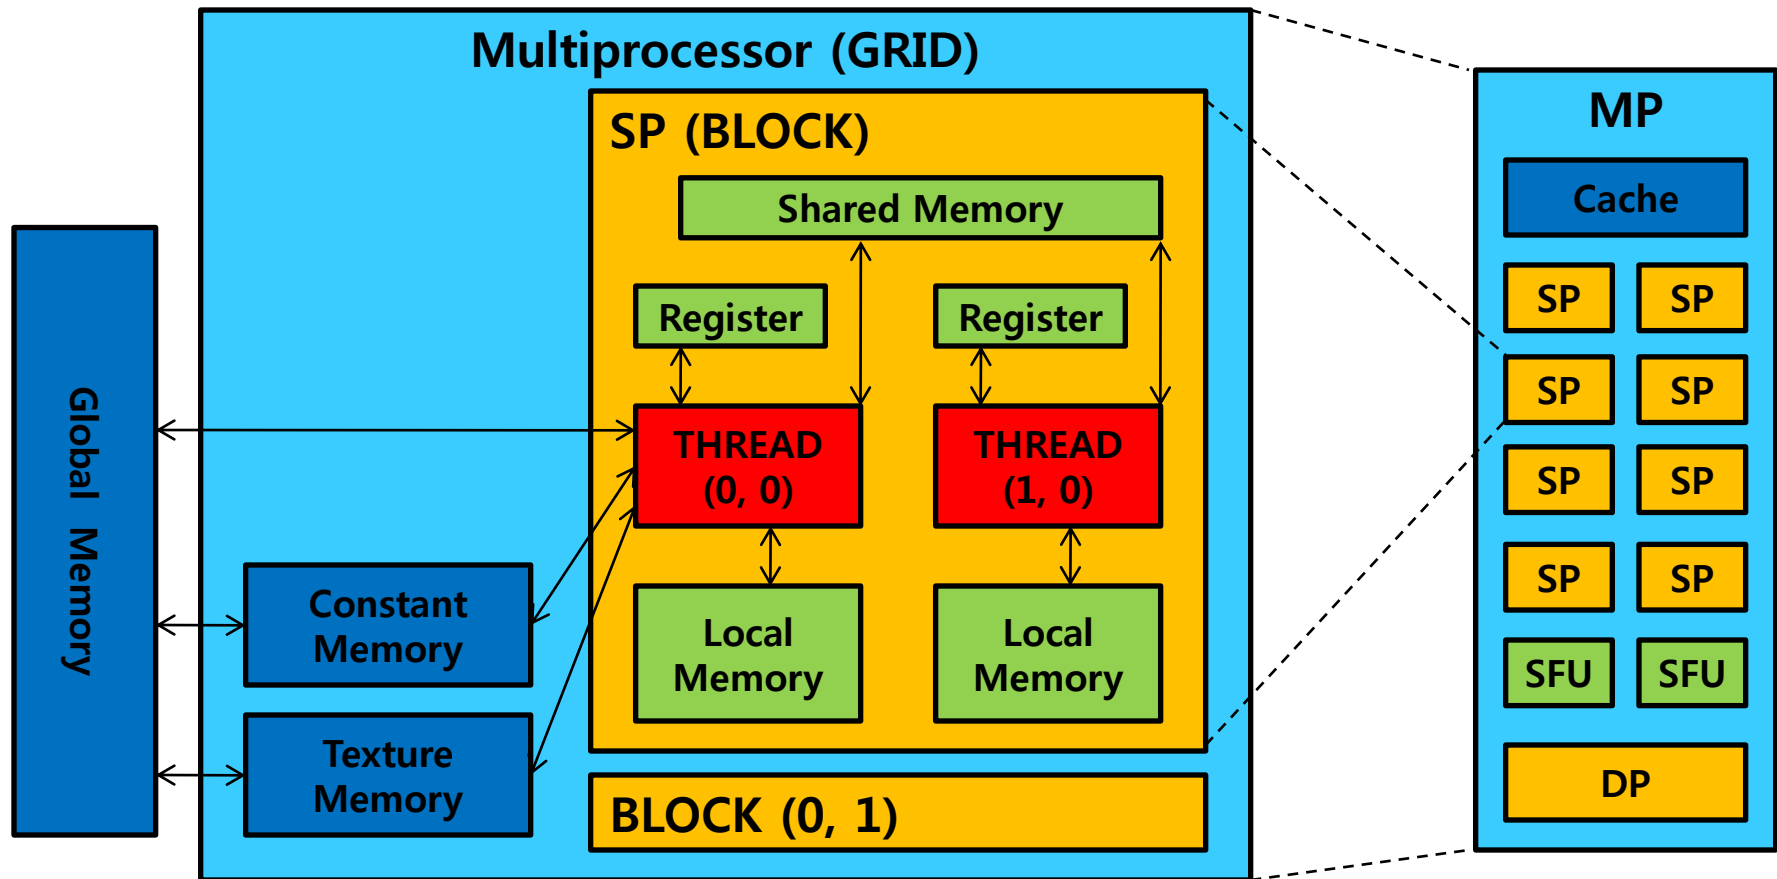 Multiprocessor (GRID)
SP (BLOCK)
Shared Memory
Register
Register
THREAD
(0, 0)
THREAD
(1, 0)
Local
Memory
Local
Memory
Global Memory
Constant
Memory
Texture
Memory
BLOCK (0, 1)
MP
Cache
SP SP
SP SP
SP SP
SP SP
SFU SFU
DP